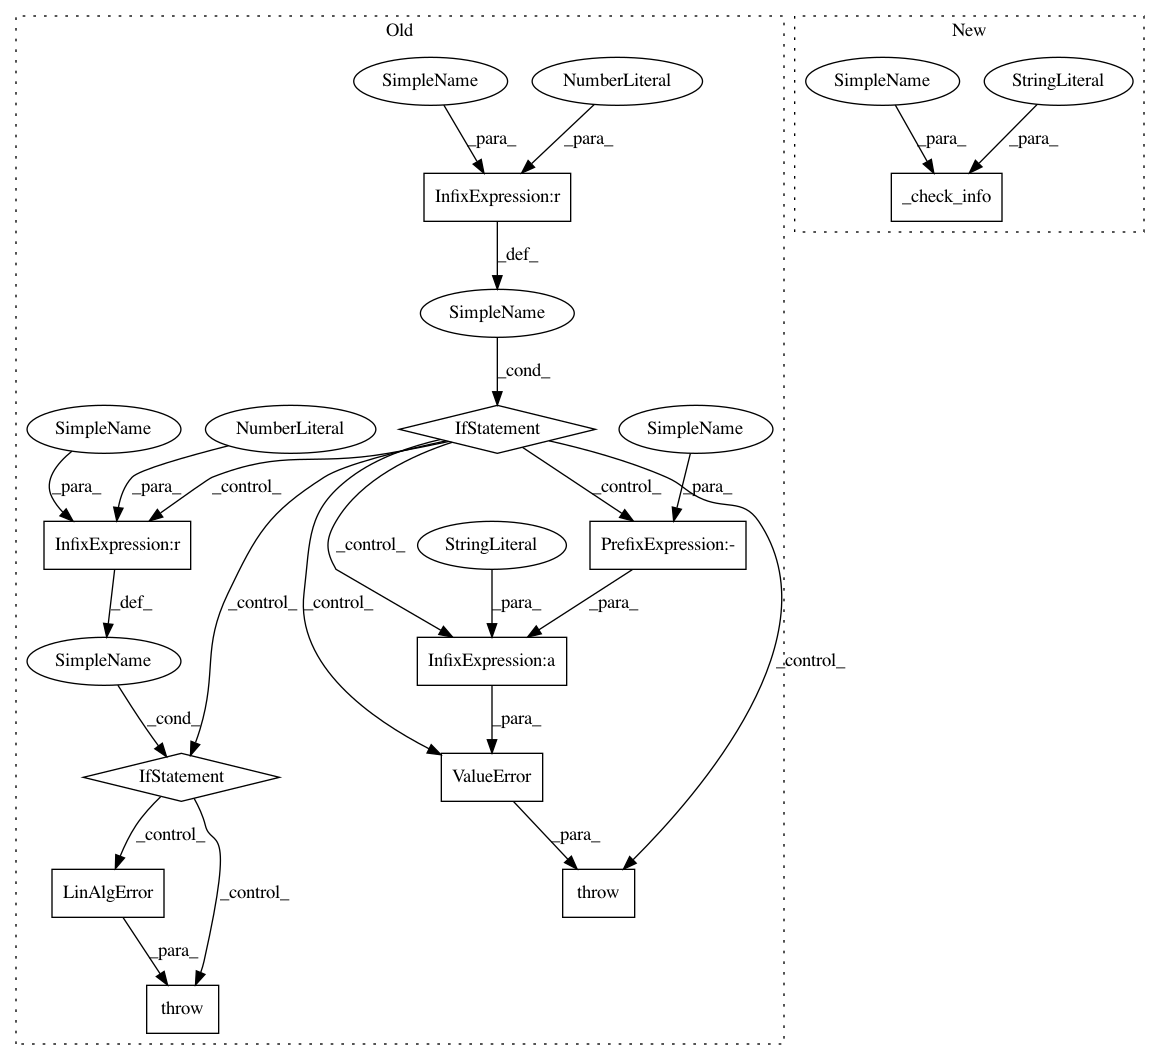 Old
New
SimpleName
NumberLiteral
SimpleName
StringLiteral
_para_
_para_
_para_
_para_
InfixExpression:r
_check_info
_def_
SimpleName
_cond_
SimpleName
NumberLiteral
IfStatement
SimpleName
_para_
_para_
_control_
_control_
_para_
InfixExpression:r
_control_
StringLiteral
PrefixExpression:-
_def_
_control_
_control_
_para_
_para_
SimpleName
InfixExpression:a
_control_
_cond_
_para_
IfStatement
ValueError
_control_
_para_
LinAlgError
_control_
throw
_para_
throw